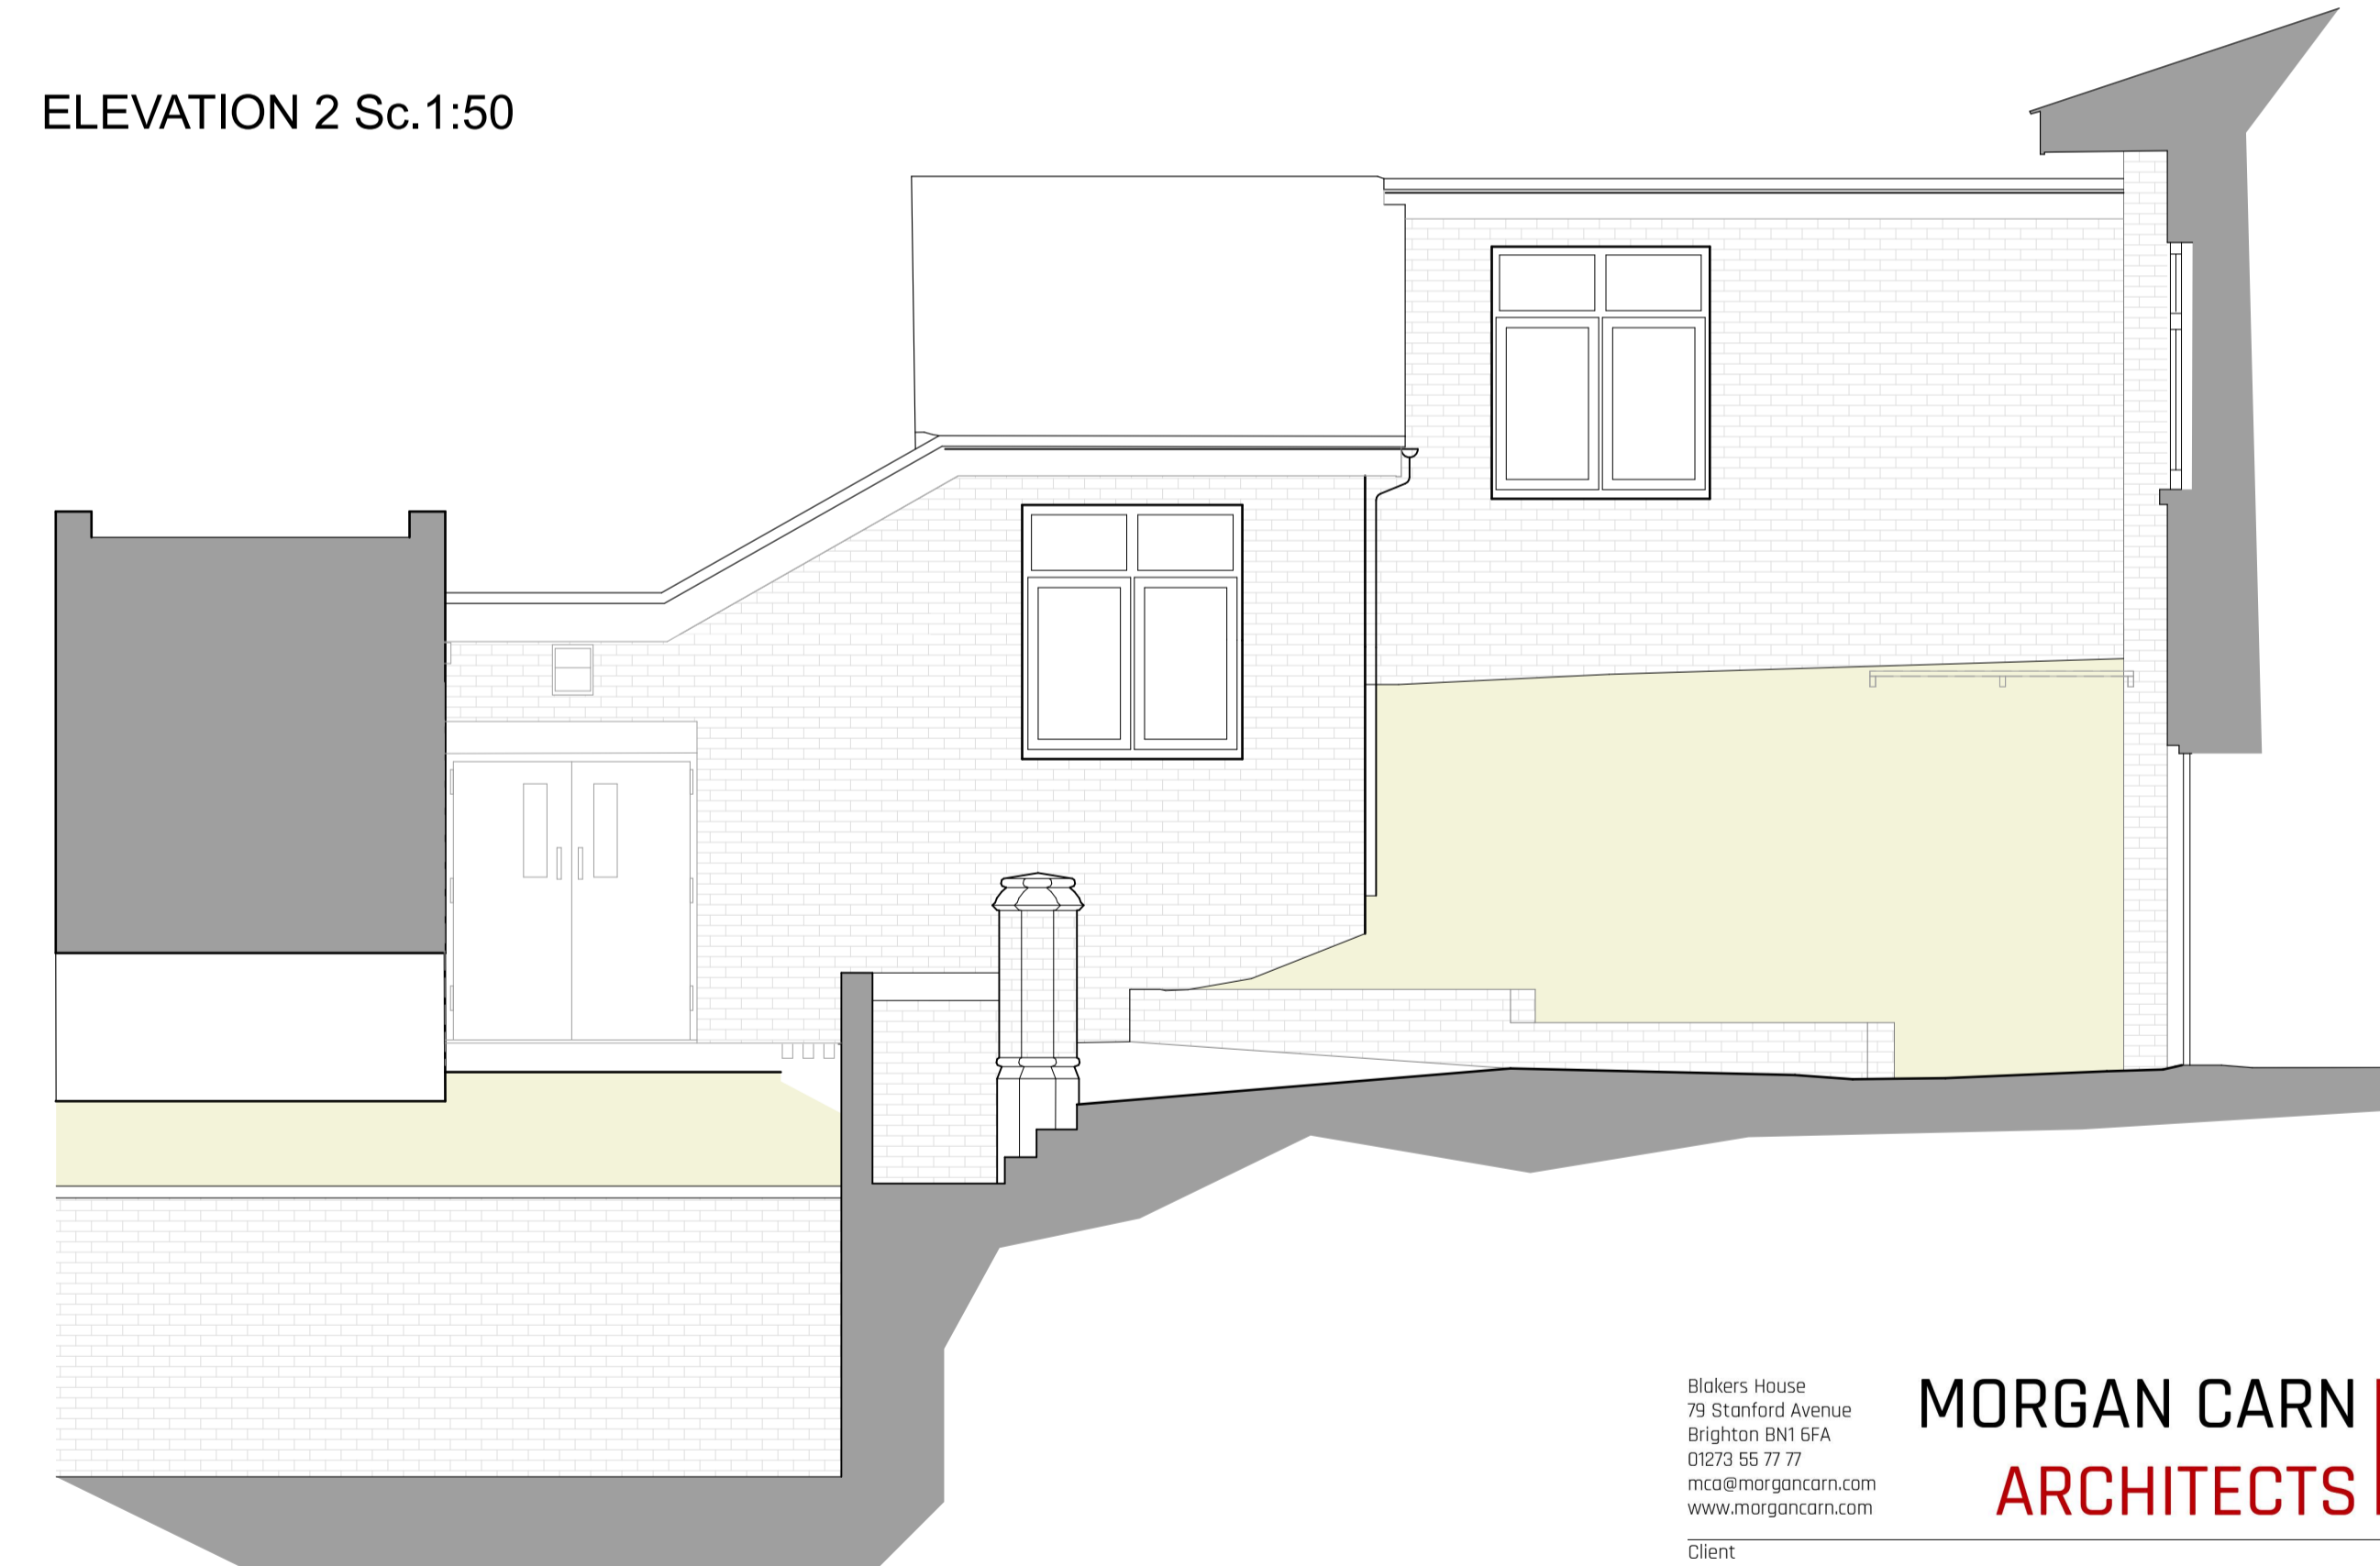 ELEVATION 2 Sc.1:50
Blakers House
79 Stanford Avenue
Brighton BN1 6FA
01273 55 77 77
mca@morgancarn.com
www.morgancarn.com
MORGAN CARN
ARCHITECTS
Client